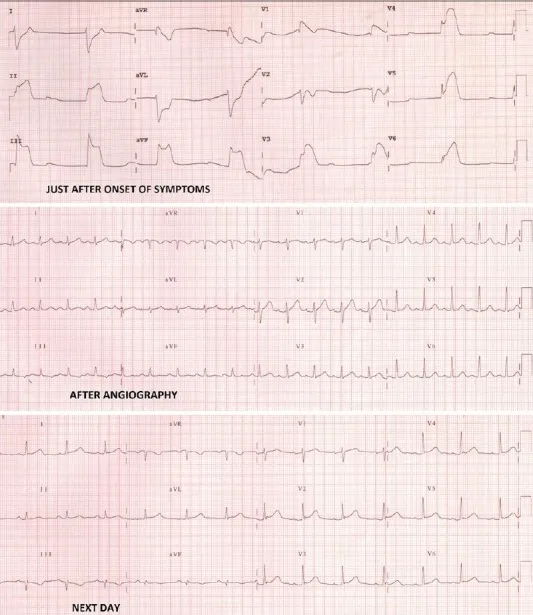 I aVR V1 V4
II aVL V2 V5
III aVF V3 V6
JUST AFTER ONSET OF SYMPTOMS
I aVR V1 V4
II aVL V2 V5
III aVF V3 V6
AFTER ANGIOGRAPHY
I aVR V1 V4
II aVL V2 V5
III aVF V3 V6
NEXT DAY